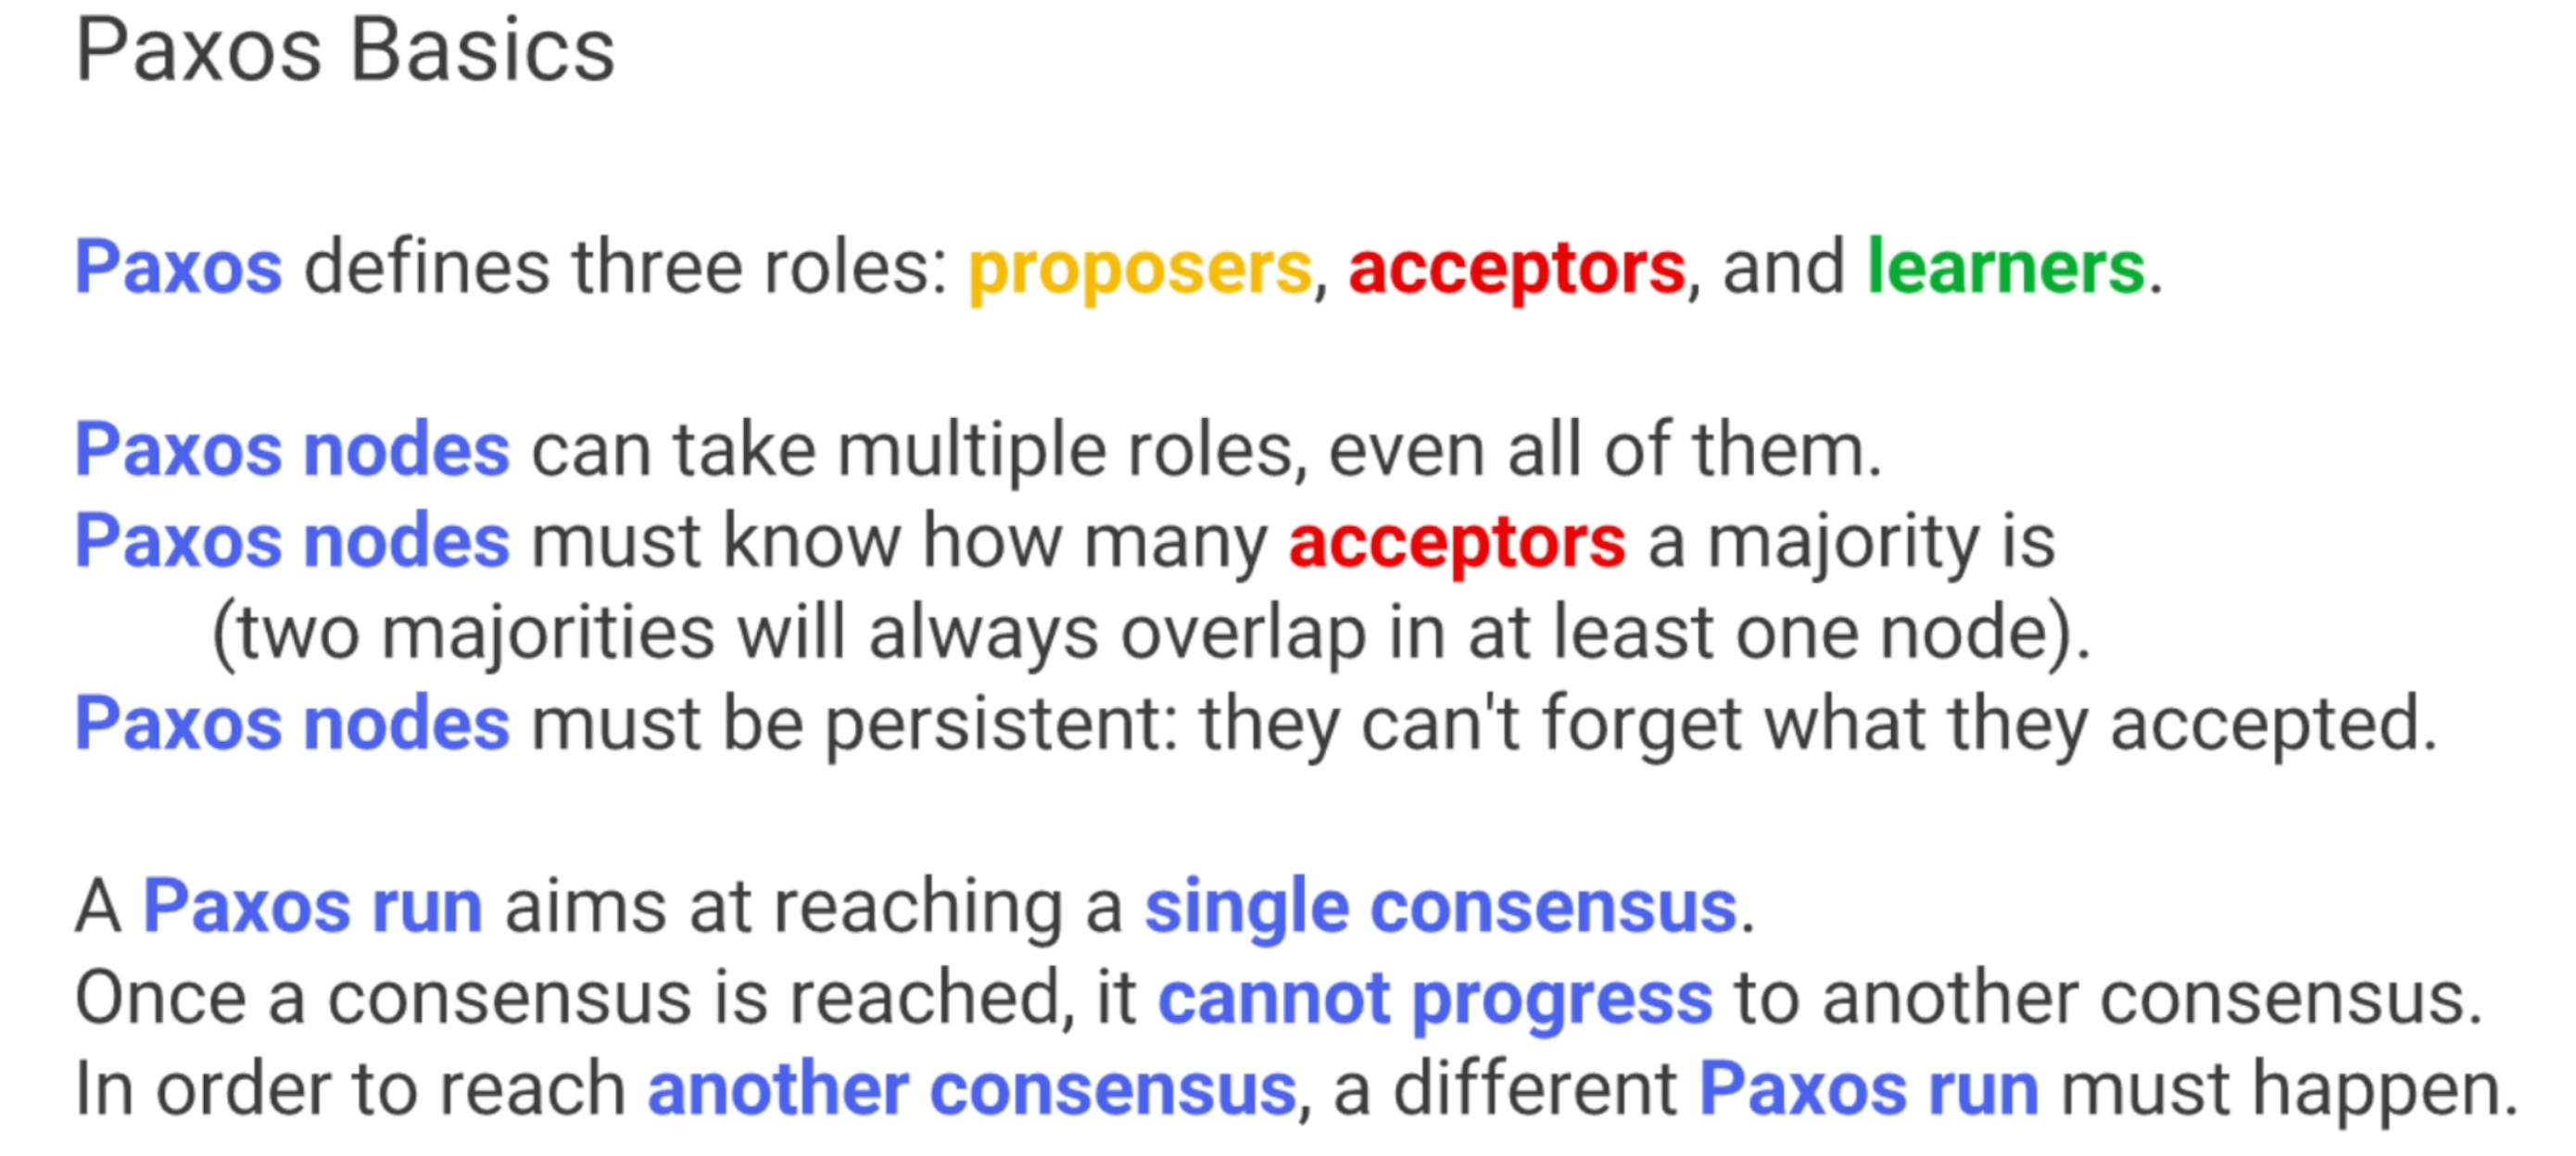 Paxos Basics
Paxos defines three roles: proposers, acceptors, and learners.
Paxos nodes can take multiple roles, even all of them.
Paxos nodes must know how many acceptors a majority is
(two majorities will always overlap in at least one node).
Paxos nodes must be persistent: they can't forget what they accepted.
A Paxos run aims at reaching a single consensus.
Once a consensus is reached, it cannot progress to another consensus.
In order to reach another consensus, a different Paxos run must happen.